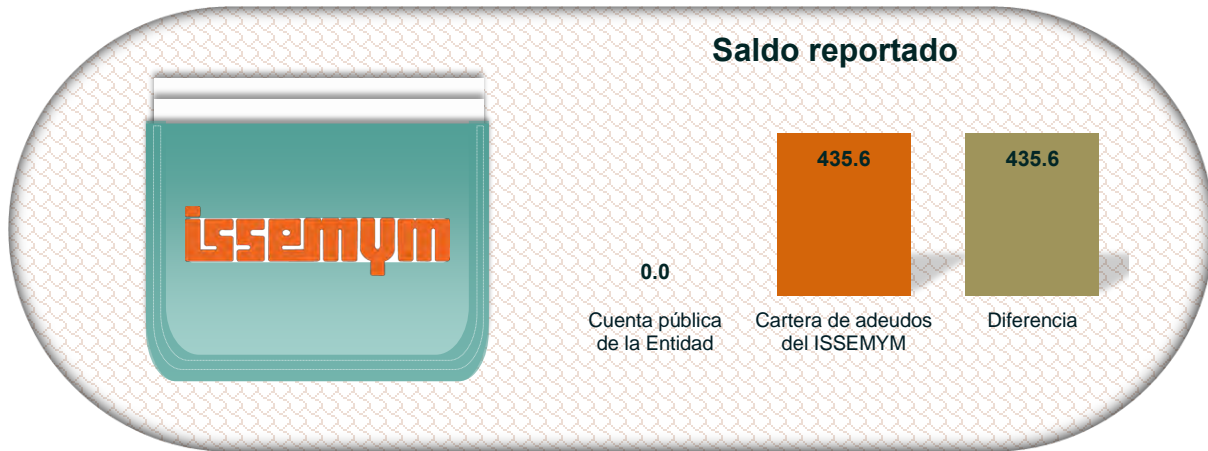 Saldo reportado
issemym
435.6
435.6
0.0
Cuenta pública
de la Entidad
Cartera de adeudos
del ISSEMYM
Diferencia